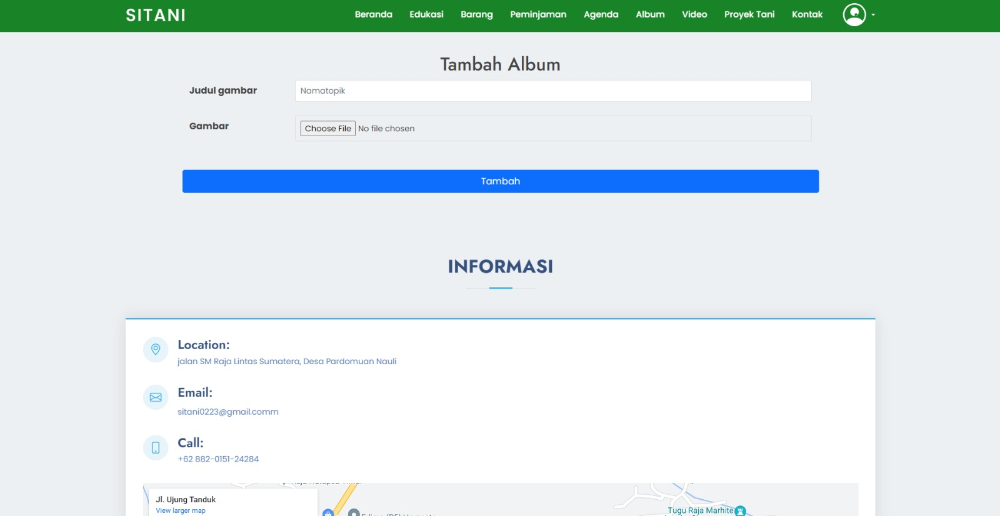 SITANI
Beranda Edukasi Barang Peminjaman Agenda Album Video Proyek Tani Kontak
Tambah Album
Judul gambar
Namatopik
Gambar
Choose File No file chosen
Tambah
INFORMASI
Location:
jalan SM Raja Lintas Sumatera, Desa Pardomuan Nauli
Email:
sitani0223@gmail.comm
Call:
+62 882-0151-24284
Jl. Ujung Tanduk
View larger map
Tugu Raja Marhite